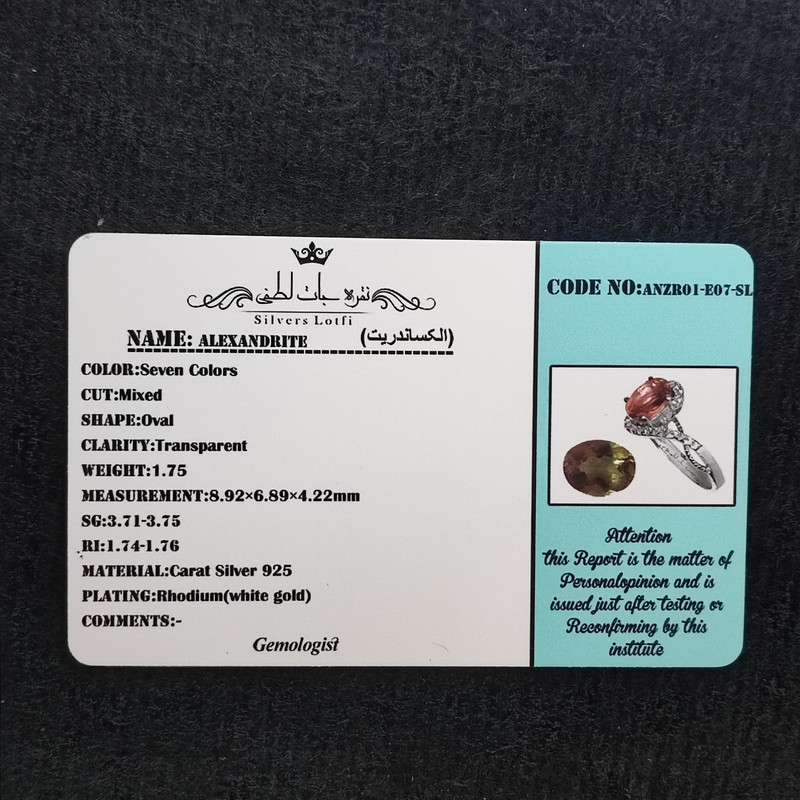 نقره جات لطفی
Silvers Lotfi
NAME: ALEXANDRITE (الکساندریت)
COLOR:Seven Colors
CUT:Mixed
SHAPE:Oval
CLARITY:Transparent
WEIGHT:1.75
MEASUREMENT:8.92×6.89×4.22mm
SG:3.71-3.75
RI:1.74-1.76
MATERIAL:Carat Silver 925
PLATING:Rhodium(white gold)
COMMENTS:-
Gemologist
CODE NO:ANZR01-E07-SL
Attention
this Report is the matter of
Personalopinion and is
issued just after testing or
Reconfirming by this
institute